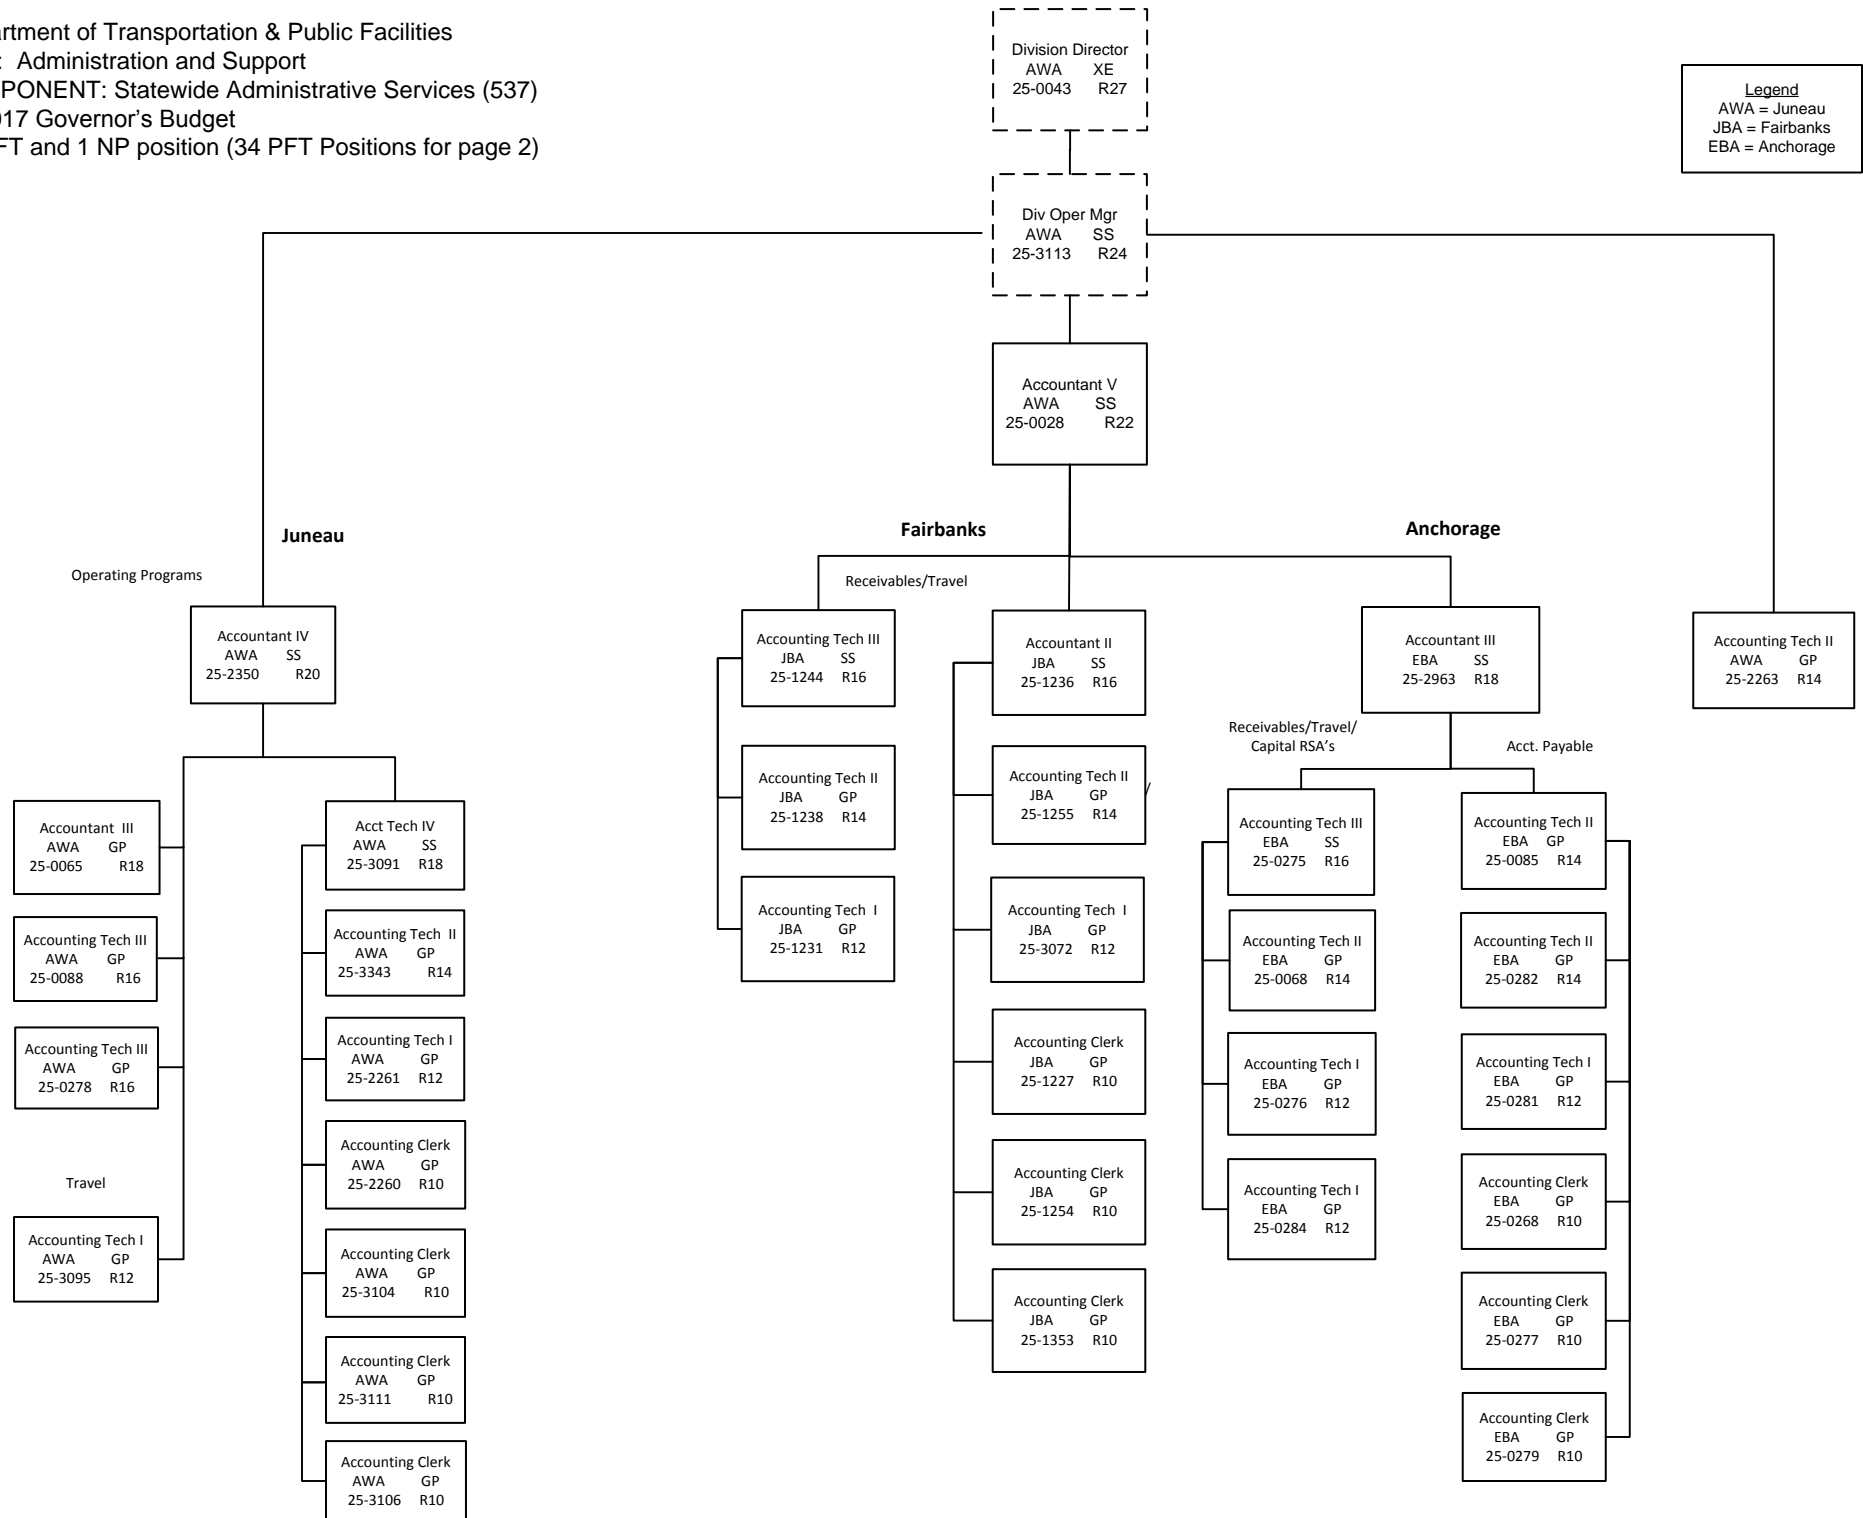 artment of Transportation & Public Facilities
: Administration and Support
PONENT: Statewide Administrative Services (537)
017 Governor's Budget
FT and 1 NP position (34 PFT Positions for page 2)
Division Director
AWA XE
25-0043 R27
Legend
AWA = Juneau
JBA = Fairbanks
EBA = Anchorage
Div Oper Mgr
AWA SS
25-3113 R24
Accountant V
AWA SS
25-0028 R22
Juneau
Operating Programs
Accountant IV
AWA SS
25-2350 R20
Accountant III
AWA GP
25-0065 R18
Accounting Tech III
AWA GP
25-0088 R16
Accounting Tech III
AWA GP
25-0278 R16
Travel
Accounting Tech I
AWA GP
25-3095 R12
Acct Tech IV
AWA SS
25-3091 R18
Accounting Tech II
AWA GP
25-3343 R14
Accounting Tech I
AWA GP
25-2261 R12
Accounting Clerk
AWA GP
25-2260 R10
Accounting Clerk
AWA GP
25-3104 R10
Accounting Clerk
AWA GP
25-3111 R10
Accounting Clerk
AWA GP
25-3106 R10
Fairbanks
Receivables/Travel
Accounting Tech III
JBA SS
25-1244 R16
Accounting Tech II
JBA GP
25-1238 R14
Accounting Tech I
JBA GP
25-1231 R12
Accountant II
JBA SS
25-1236 R16
Accounting Tech II
JBA GP /
25-1255 R14
Accounting Tech I
JBA GP
25-3072 R12
Accounting Clerk
JBA GP
25-1227 R10
Accounting Clerk
JBA GP
25-1254 R10
Accounting Clerk
JBA GP
25-1353 R10
Anchorage
Accountant III
EBA SS
25-2963 R18
Receivables/Travel/
Capital RSA's
Accounting Tech III
EBA SS
25-0275 R16
Accounting Tech II
EBA GP
25-0068 R14
Accounting Tech I
EBA GP
25-0276 R12
Accounting Tech I
EBA GP
25-0284 R12
Acct. Payable
Accounting Tech II
EBA GP
25-0085 R14
Accounting Tech II
EBA GP
25-0282 R14
Accounting Tech I
EBA GP
25-0281 R12
Accounting Clerk
EBA GP
25-0268 R10
Accounting Clerk
EBA GP
25-0277 R10
Accounting Clerk
EBA GP
25-0279 R10
Accounting Tech II
AWA GP
25-2263 R14